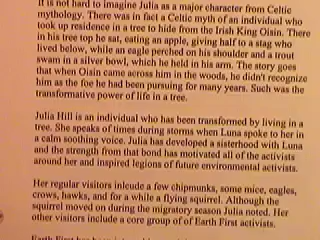 It is not hard to imagine Julia as a major character from Celtic
mythology. There was in fact a Celtic myth of an individual who
took up residence in a tree to hide from the Irish King Oisin. There
in his tree top he sat, eating an apple, giving half to a stag who
lived below, while an eagle perched on his shoulder and a trout
swam in a silver bowl, which he held in his arm. The story goes
that when Oisin came across him in the woods, he didn't recognize
him as the foe he had been pursuing for many years. Such was the
transformative power of life in a tree.
Julia Hill is an individual who has been transformed by living in a
tree. She speaks of times during storms when Luna spoke to her in
a calm soothing voice. Julia has developed a sisterhood with Luna
and the strength from that bond has motivated all of the activists
around her and inspired legions of future environmental activists.
Her regular visitors inlcude a few chipmunks, some mice, eagles,
crows, hawks, and for a while a flying squirrel. Although the
squirrel moved on during the migratory season Julia noted. Her
other visitors include a core group of of Earth First activists.
Earth First has been